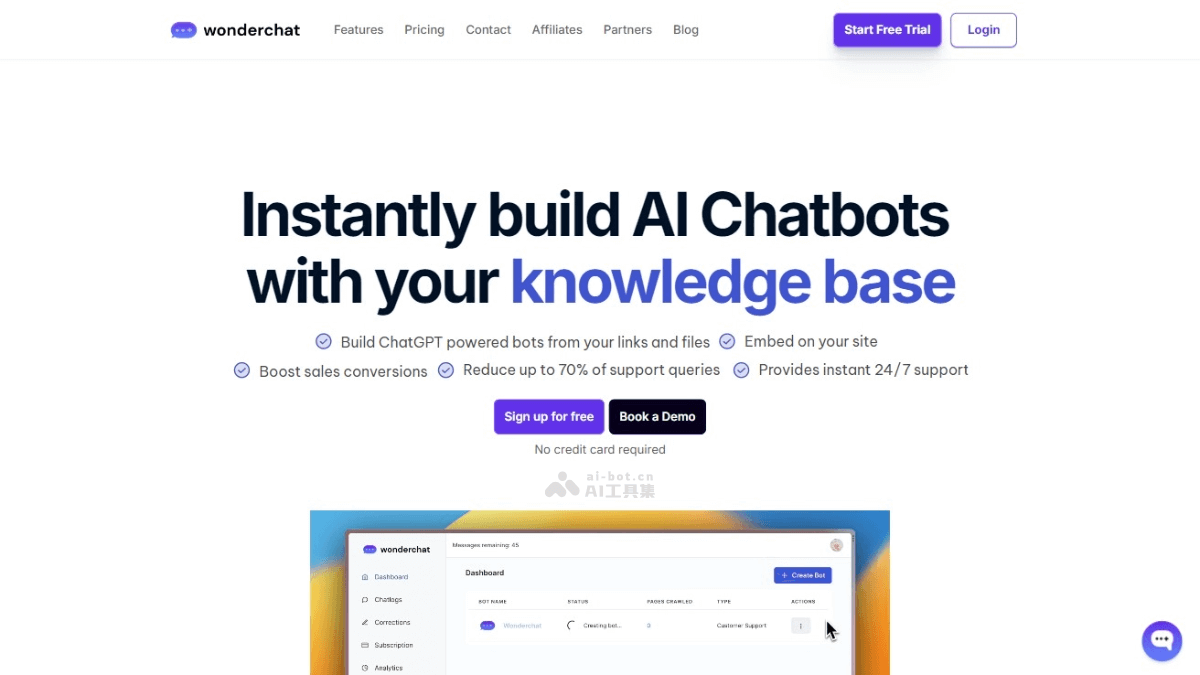 wonderchat Features Pricing Contact Affiliates Partners Blog Start Free Trial Login
Instantly build AI Chatbots
with your knowledge base
Build ChatGPT powered bots from your links and files Embed on your site
Boost sales conversions Reduce up to 70% of support queries Provides instant 24/7 support
Sign up for free Book a Demo
No credit card required
ai-bot.cn
AI工具集
wonderchat Messages remaining: 45
Dashboard
+ Create Bot
Dashboard
Chatlogs
Corrections
Subscription
Analytics
BOT NAME STATUS PAGES CRAWLED TYPE ACTIONS
Wonderchat Creating bot... 0 Customer Support